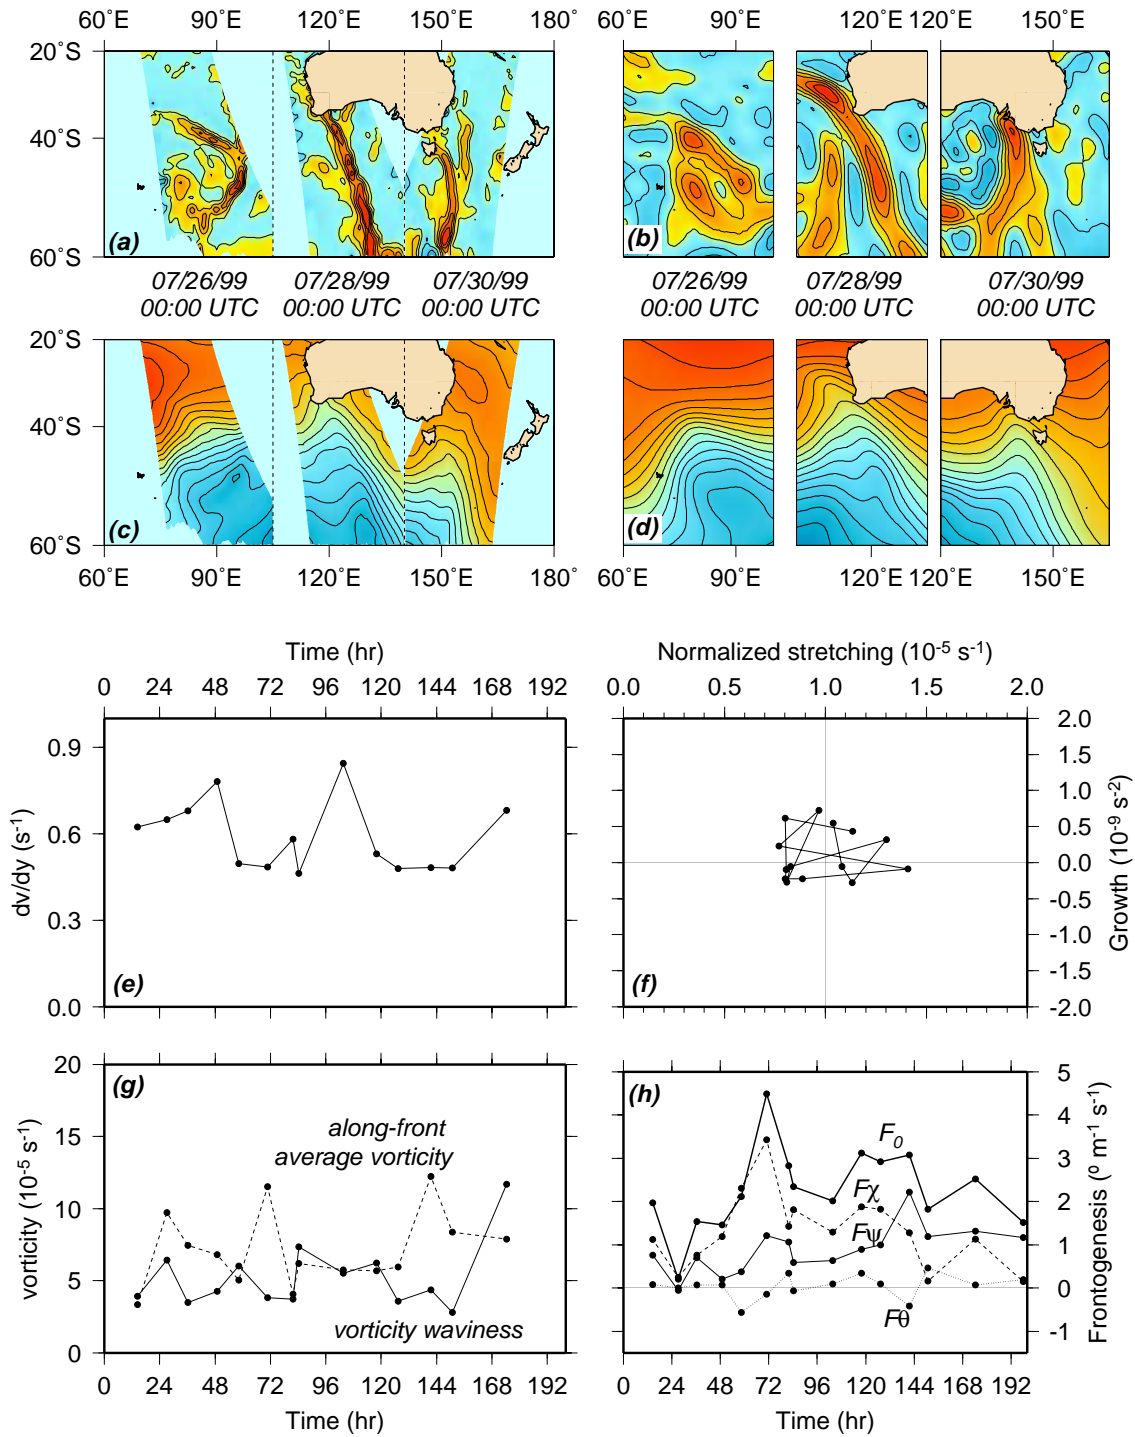 60˚E 90˚E 120˚E 150˚E 180˚ 60˚E 90˚E 120˚E 120˚E 150˚E
20˚S
40˚S
60˚S
(a)
(b)
07/26/99 00:00 UTC
07/28/99 00:00 UTC
07/30/99 00:00 UTC
07/26/99 00:00 UTC
07/28/99 00:00 UTC
07/30/99 00:00 UTC
20˚S
40˚S
60˚S
(c)
(d)
60˚E 90˚E 120˚E 150˚E 180˚ 60˚E 90˚E 120˚E 120˚E 150˚E
Time (hr)
0 24 48 72 96 120 144 168 192
dv/dy (s-1)
0.9
0.6
0.3
0.0
(e)
Normalized stretching (10-5 s-1)
0.0 0.5 1.0 1.5 2.0
2.0
1.5
1.0
0.5
0.0
-0.5
-1.0
-1.5
-2.0
Growth (10-9 s-2)
(f)
vorticity (10-5 s-1)
20
15
10
5
0
(g)
along-front
average vorticity
vorticity waviness
0 24 48 72 96 120 144 168 192
Time (hr)
(h)
F0
Fχ
Fψ
Fθ
5
4
3
2
1
0
-1
Frontogenesis (º m-1 s-1)
0 24 48 72 96 120 144 168 192
Time (hr)